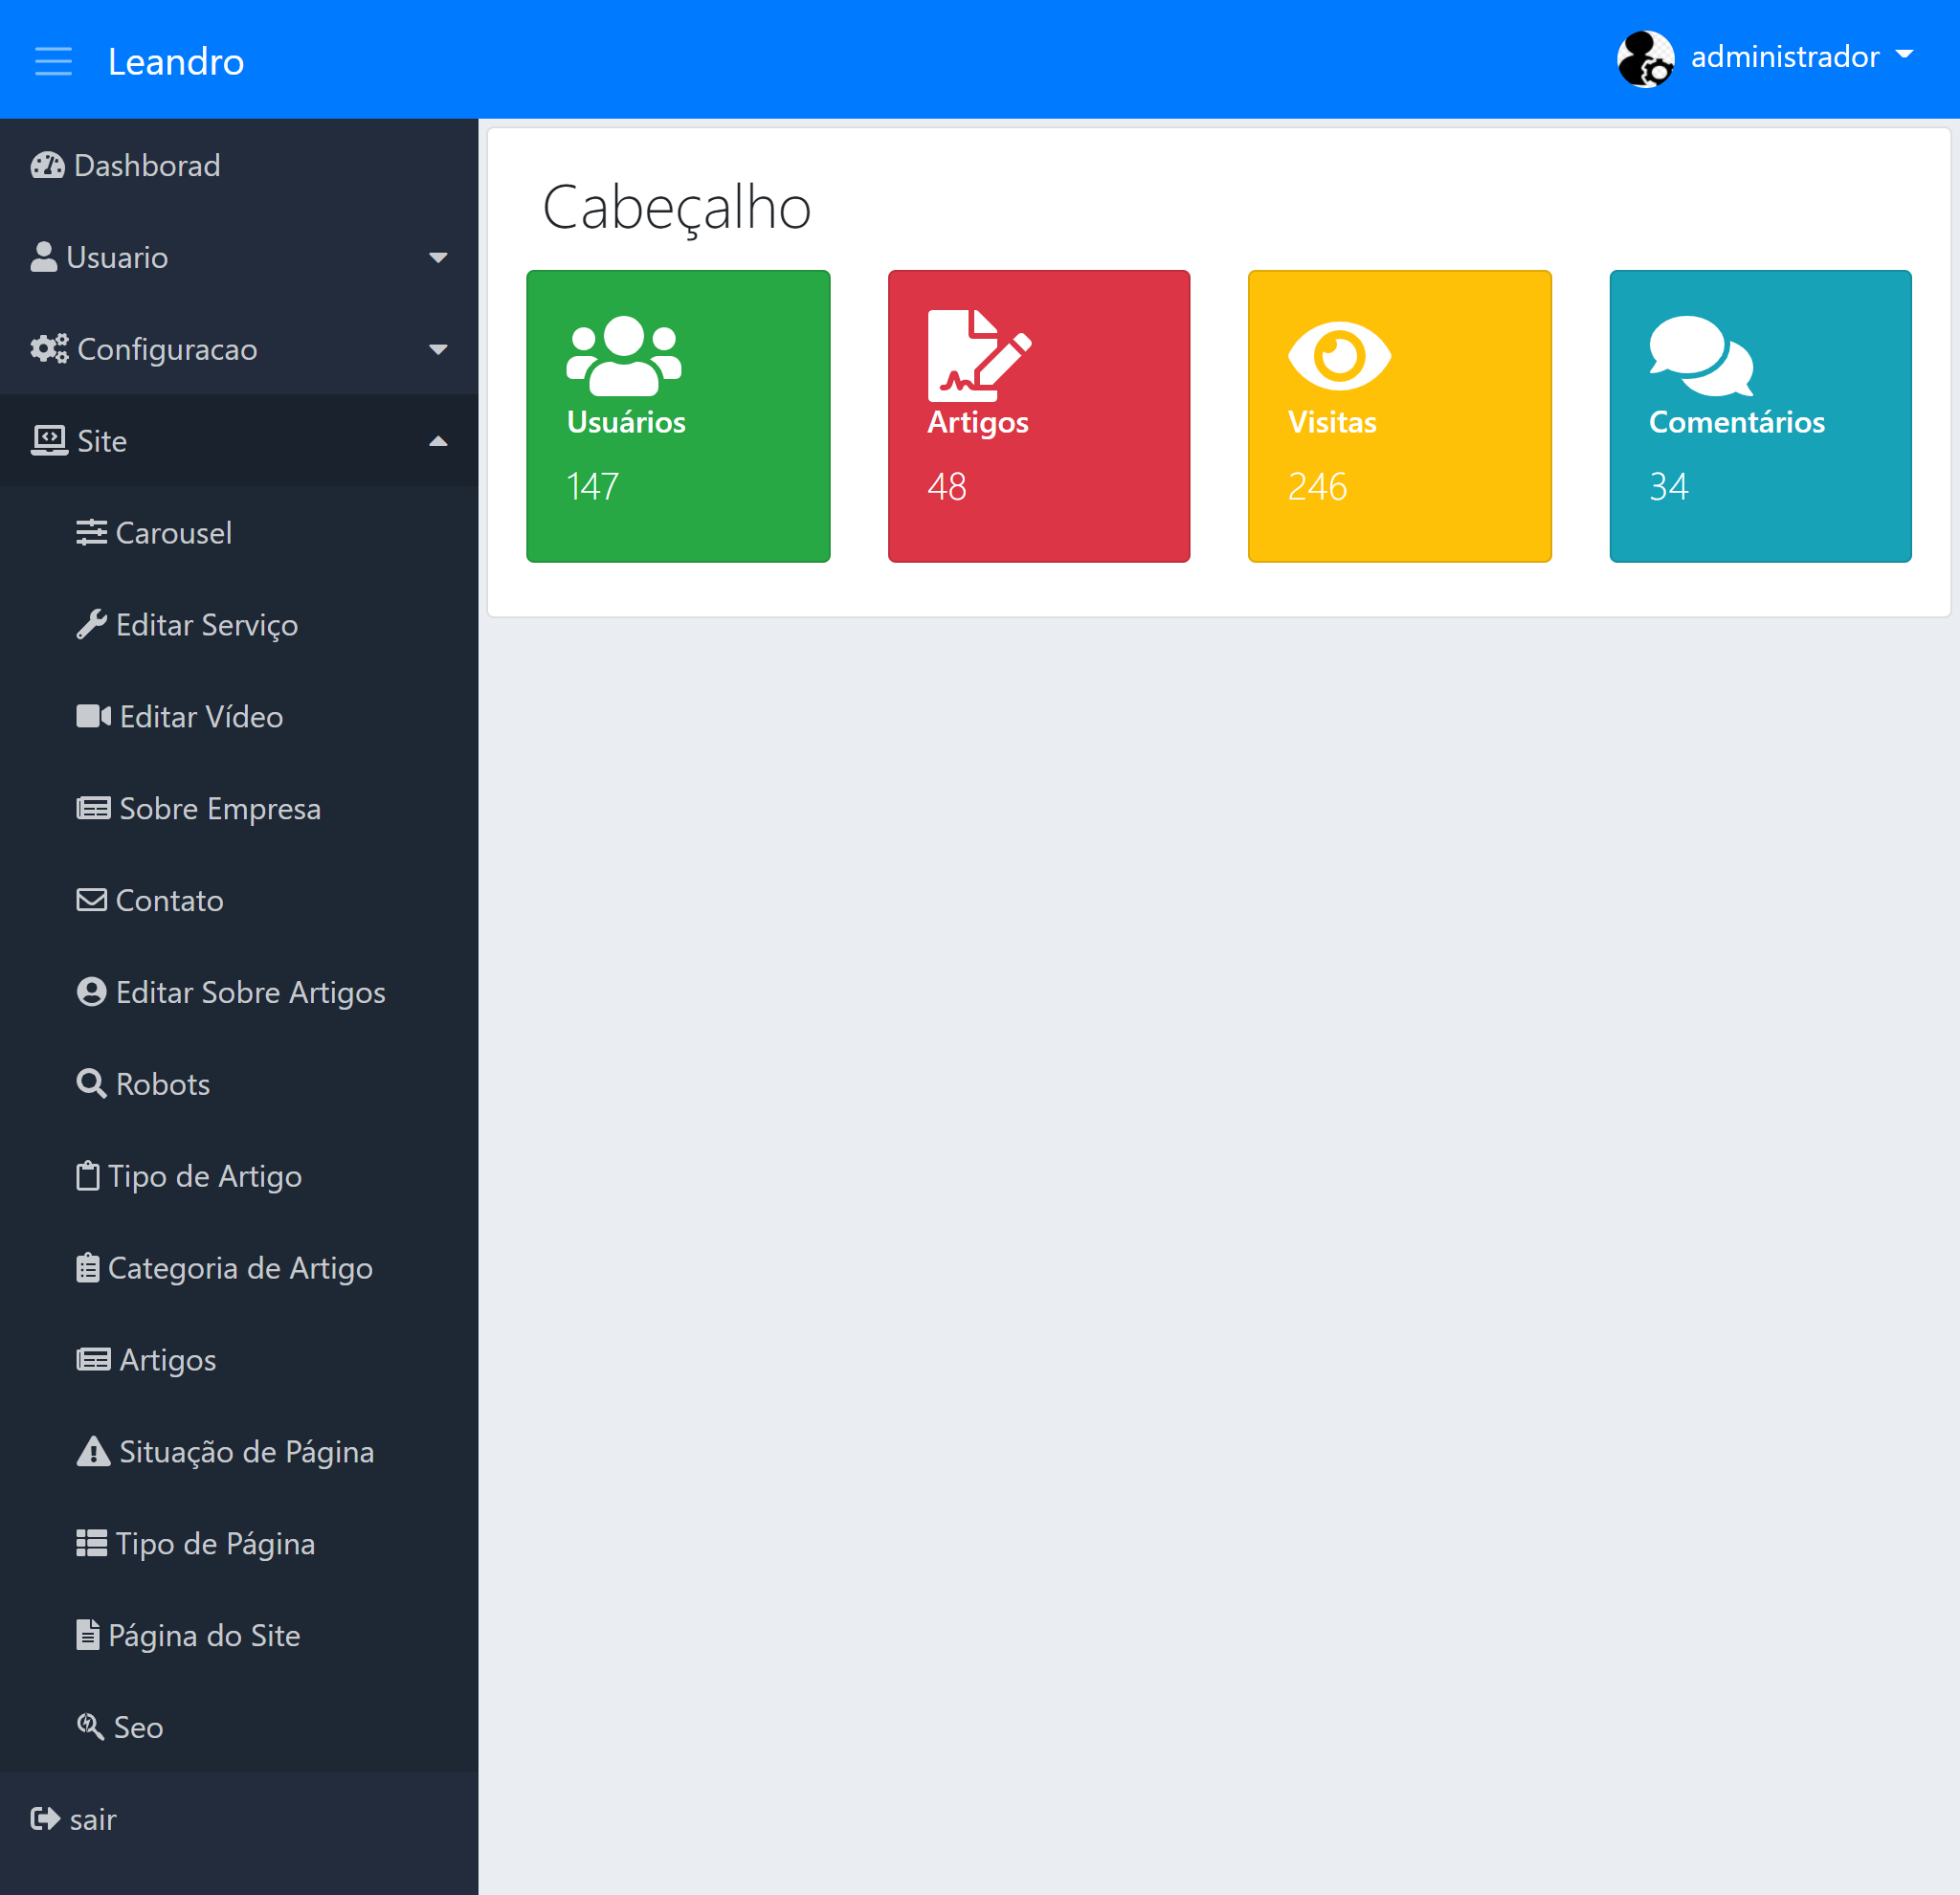 Leandro
administrador
Dashborad
Usuario
Configuracao
Site
Carousel
Editar Serviço
Editar Vídeo
Sobre Empresa
Contato
Editar Sobre Artigos
Robots
Tipo de Artigo
Categoria de Artigo
Artigos
Situação de Página
Tipo de Página
Página do Site
Seo
sair
Cabeçalho
Usuários
147
Artigos
48
Visitas
246
Comentários
34